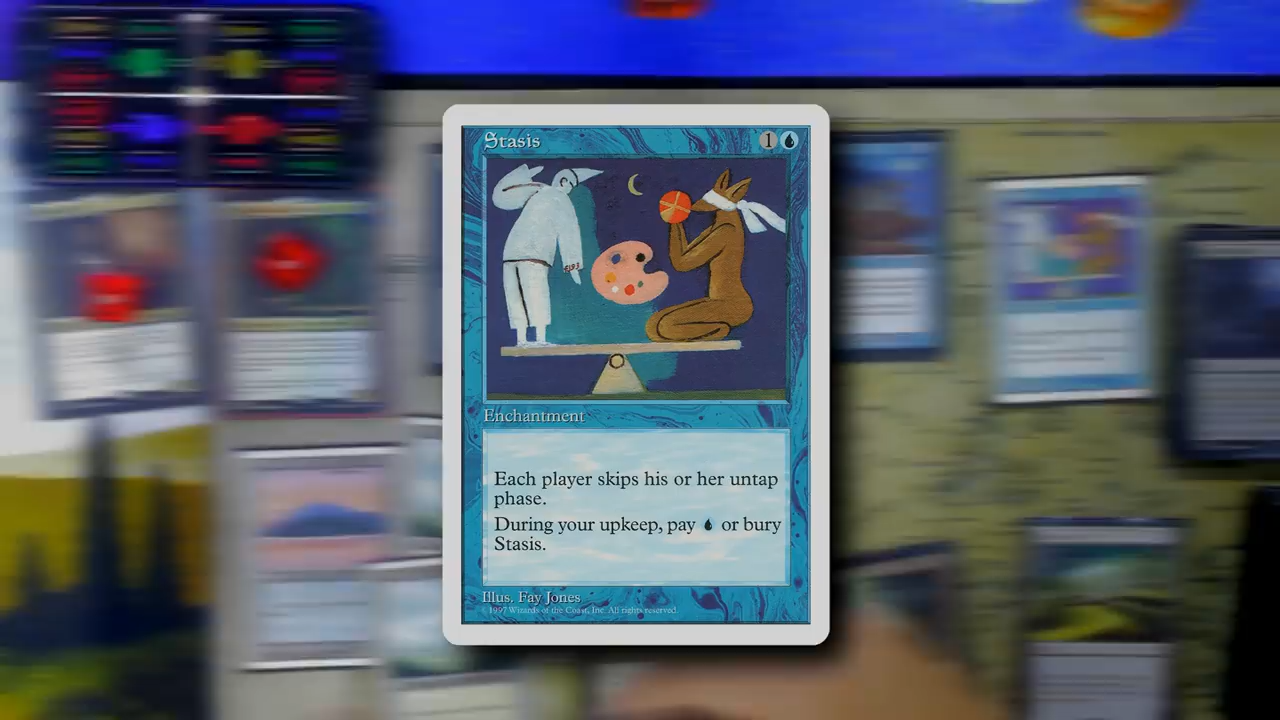 Stasis 1
Enchantment
Each player skips his or her untap
phase.
During your upkeep, pay or bury
Stasis.
Illus. Fay Jones
© 1997 Wizards of the Coast, Inc. All rights reserved.